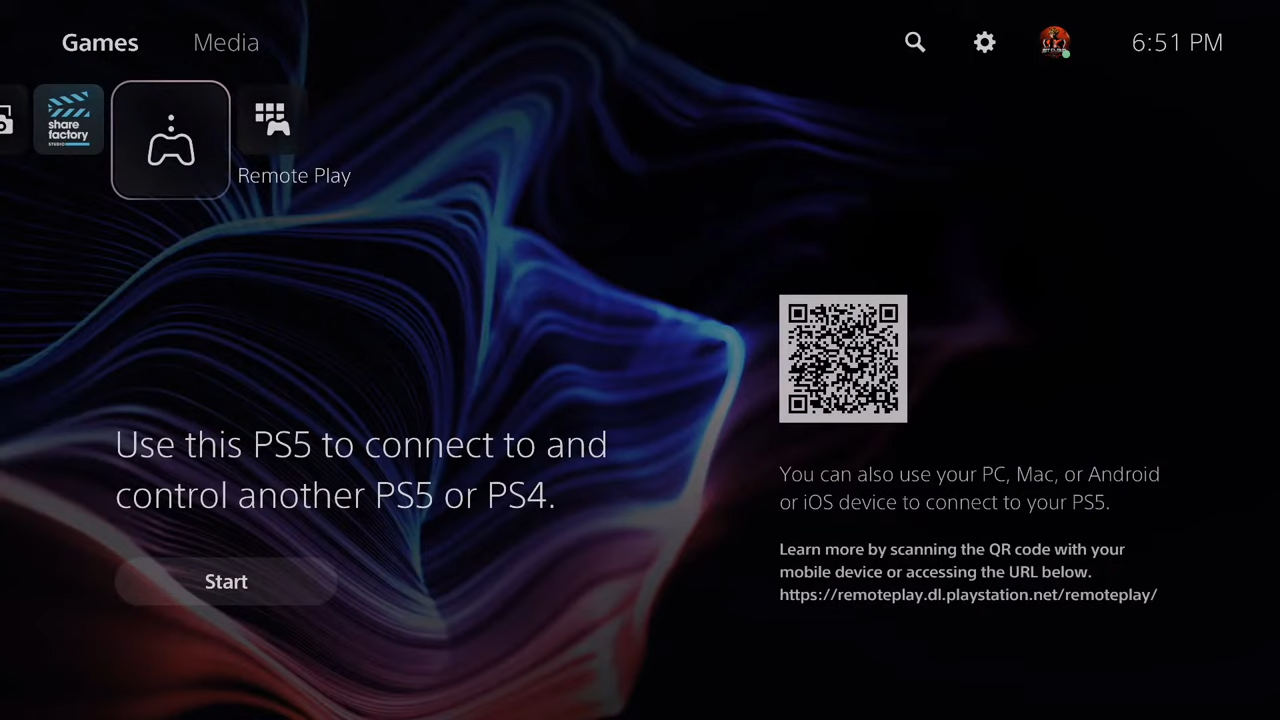 Games Media 6:51 PM
share
factory
STUDIO
Remote Play
Use this PS5 to connect to and
control another PS5 or PS4.
Start
You can also use your PC, Mac, or Android
or iOS device to connect to your PS5.
Learn more by scanning the QR code with your
mobile device or accessing the URL below.
https://remoteplay.dl.playstation.net/remoteplay/